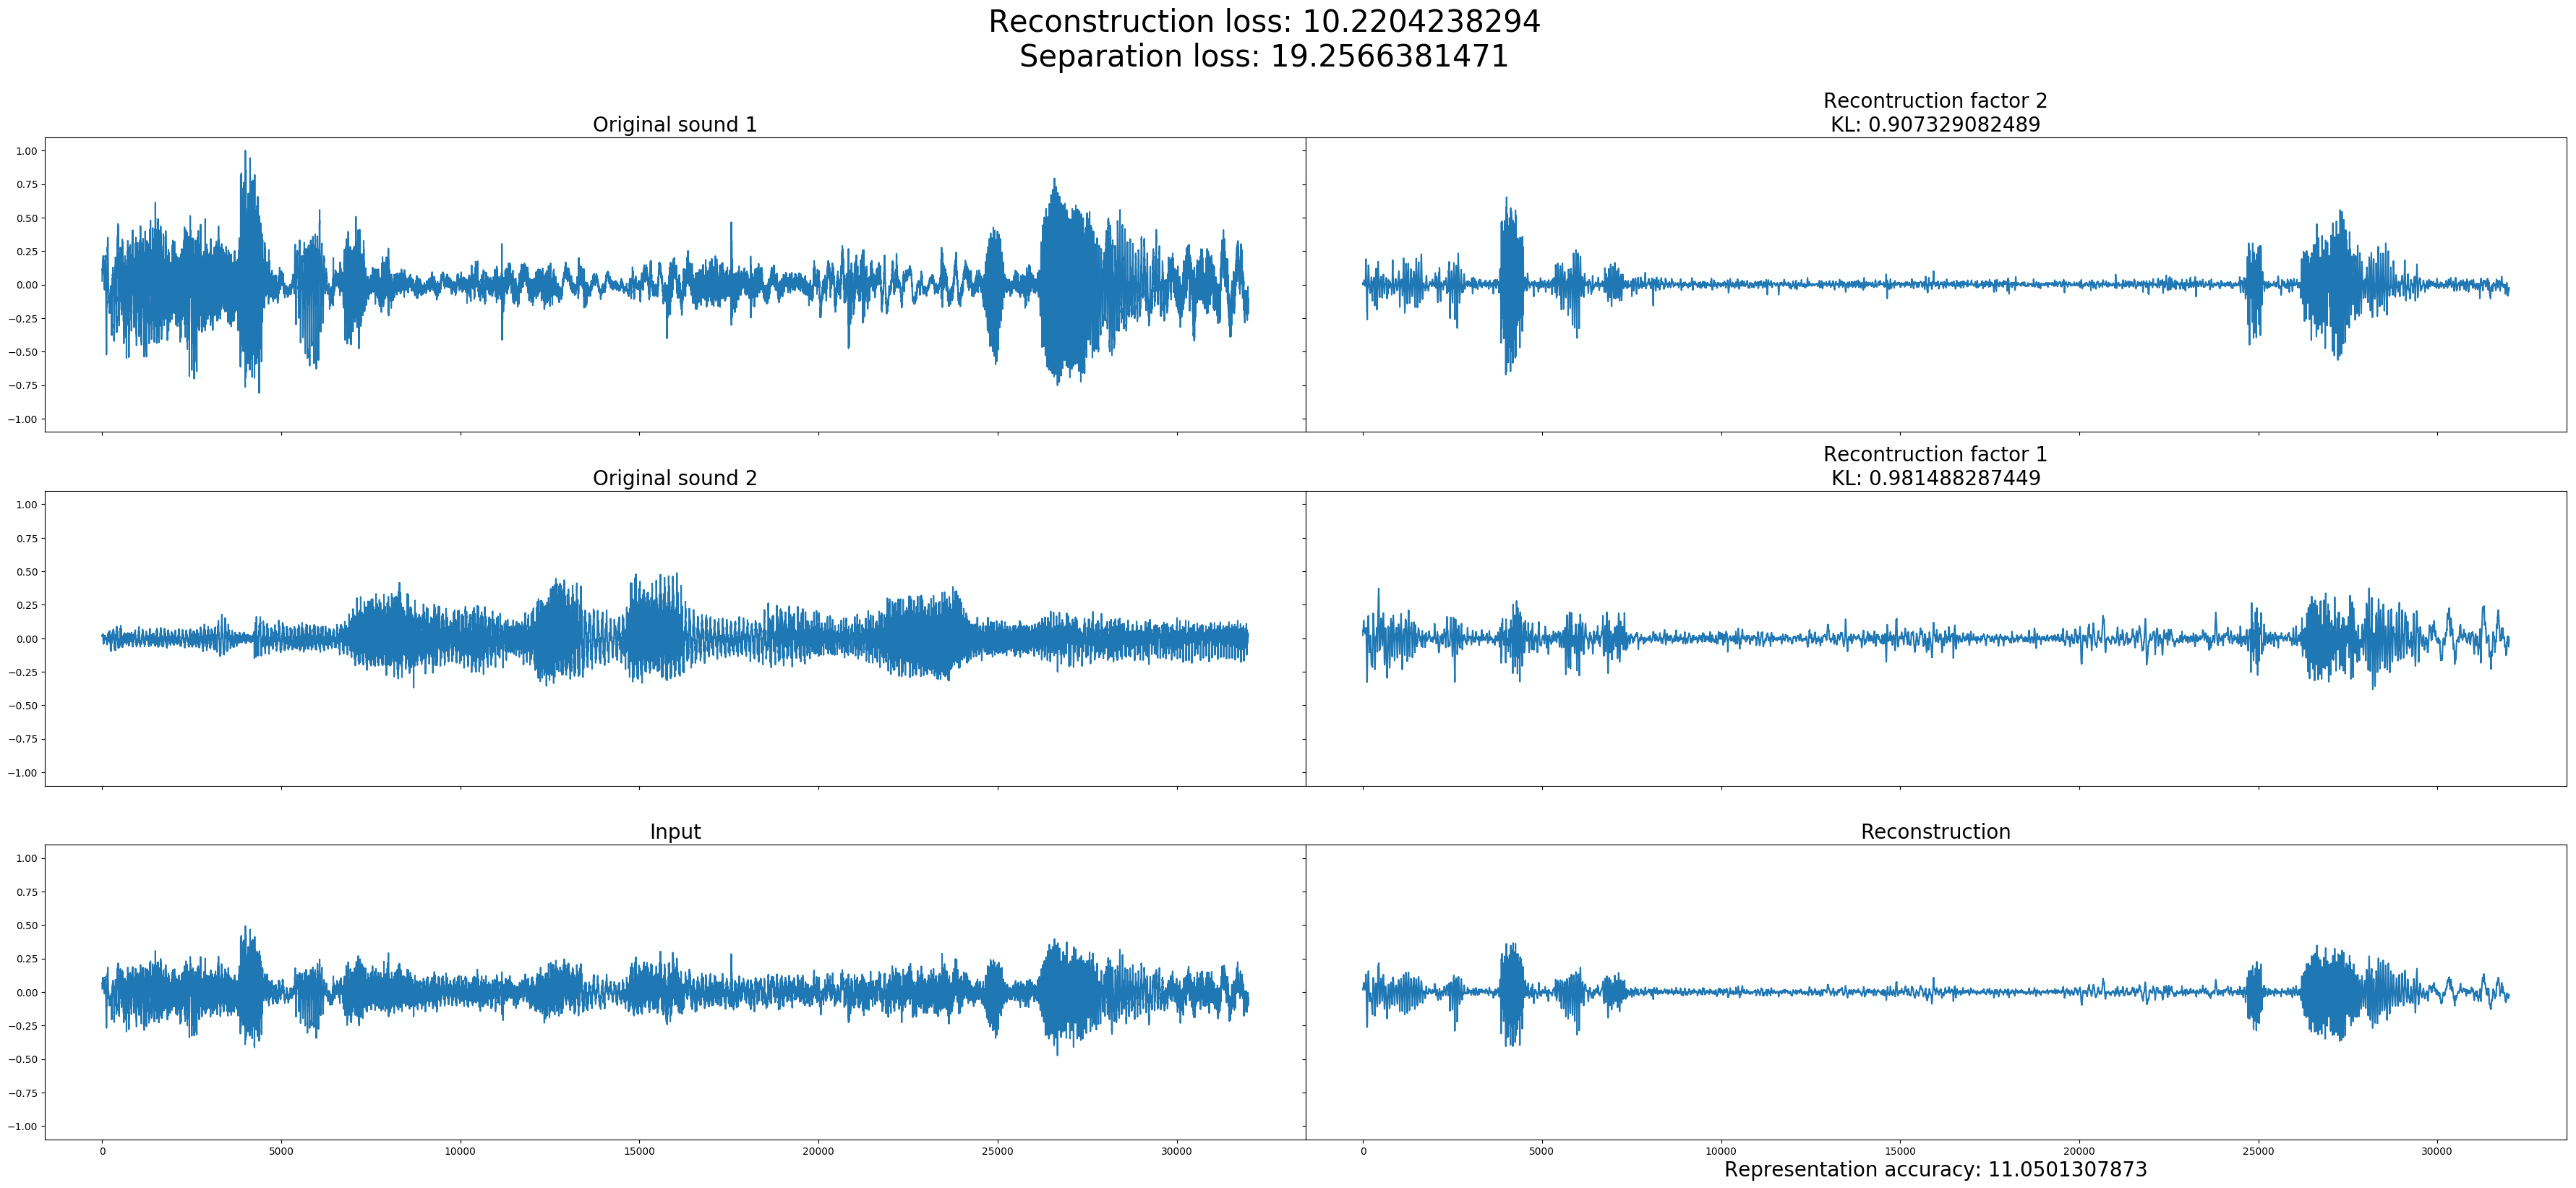 Reconstruction loss: 10.2204238294
Separation loss: 19.2566381471
Original sound 1
Recontruction factor 2
KL: 0.907329082489
1.00
0.75
0.50
0.25
0.00
−0.25
−0.50
−0.75
−1.00
Original sound 2
Recontruction factor 1
KL: 0.981488287449
1.00
0.75
0.50
0.25
0.00
−0.25
−0.50
−0.75
−1.00
Input
Reconstruction
1.00
0.75
0.50
0.25
0.00
−0.25
−0.50
−0.75
−1.00
0 5000 10000 15000 20000 25000 30000
0 5000 10000 15000 20000 25000 30000
Representation accuracy: 11.0501307873